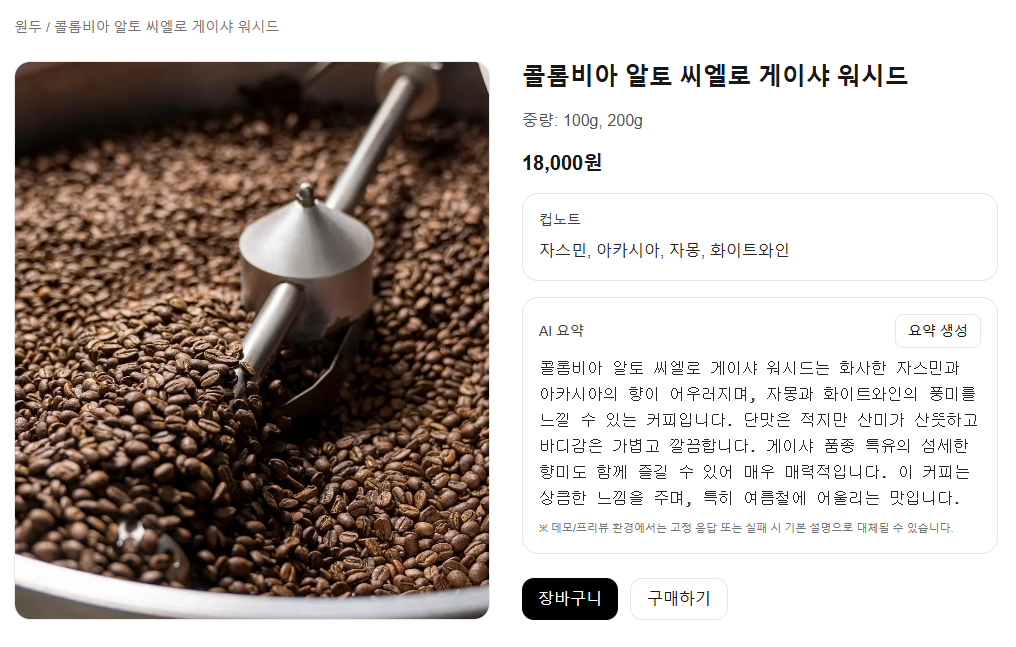 원두 / 콜롬비아 알토 씨엘로 게이샤 워시드
콜롬비아 알토 씨엘로 게이샤 워시드
중량: 100g, 200g
18,000원
컵노트
자스민, 아카시아, 자몽, 화이트와인
AI 요약
요약 생성
콜롬비아 알토 씨엘로 게이샤 워시드는 화사한 자스민과
아카시아의 향이 어우러지며, 자몽과 화이트와인의 풍미를
느낄 수 있는 커피입니다. 단맛은 적지만 산미가 산뜻하고
바디감은 가볍고 깔끔합니다. 게이샤 품종 특유의 섬세한
향미도 함께 즐길 수 있어 매우 매력적입니다. 이 커피는
상큼한 느낌을 주며, 특히 여름철에 어울리는 맛입니다.
※ 데모/프리뷰 환경에서는 고정 응답 또는 실패 시 기본 설명으로 대체될 수 있습니다.
장바구니
구매하기